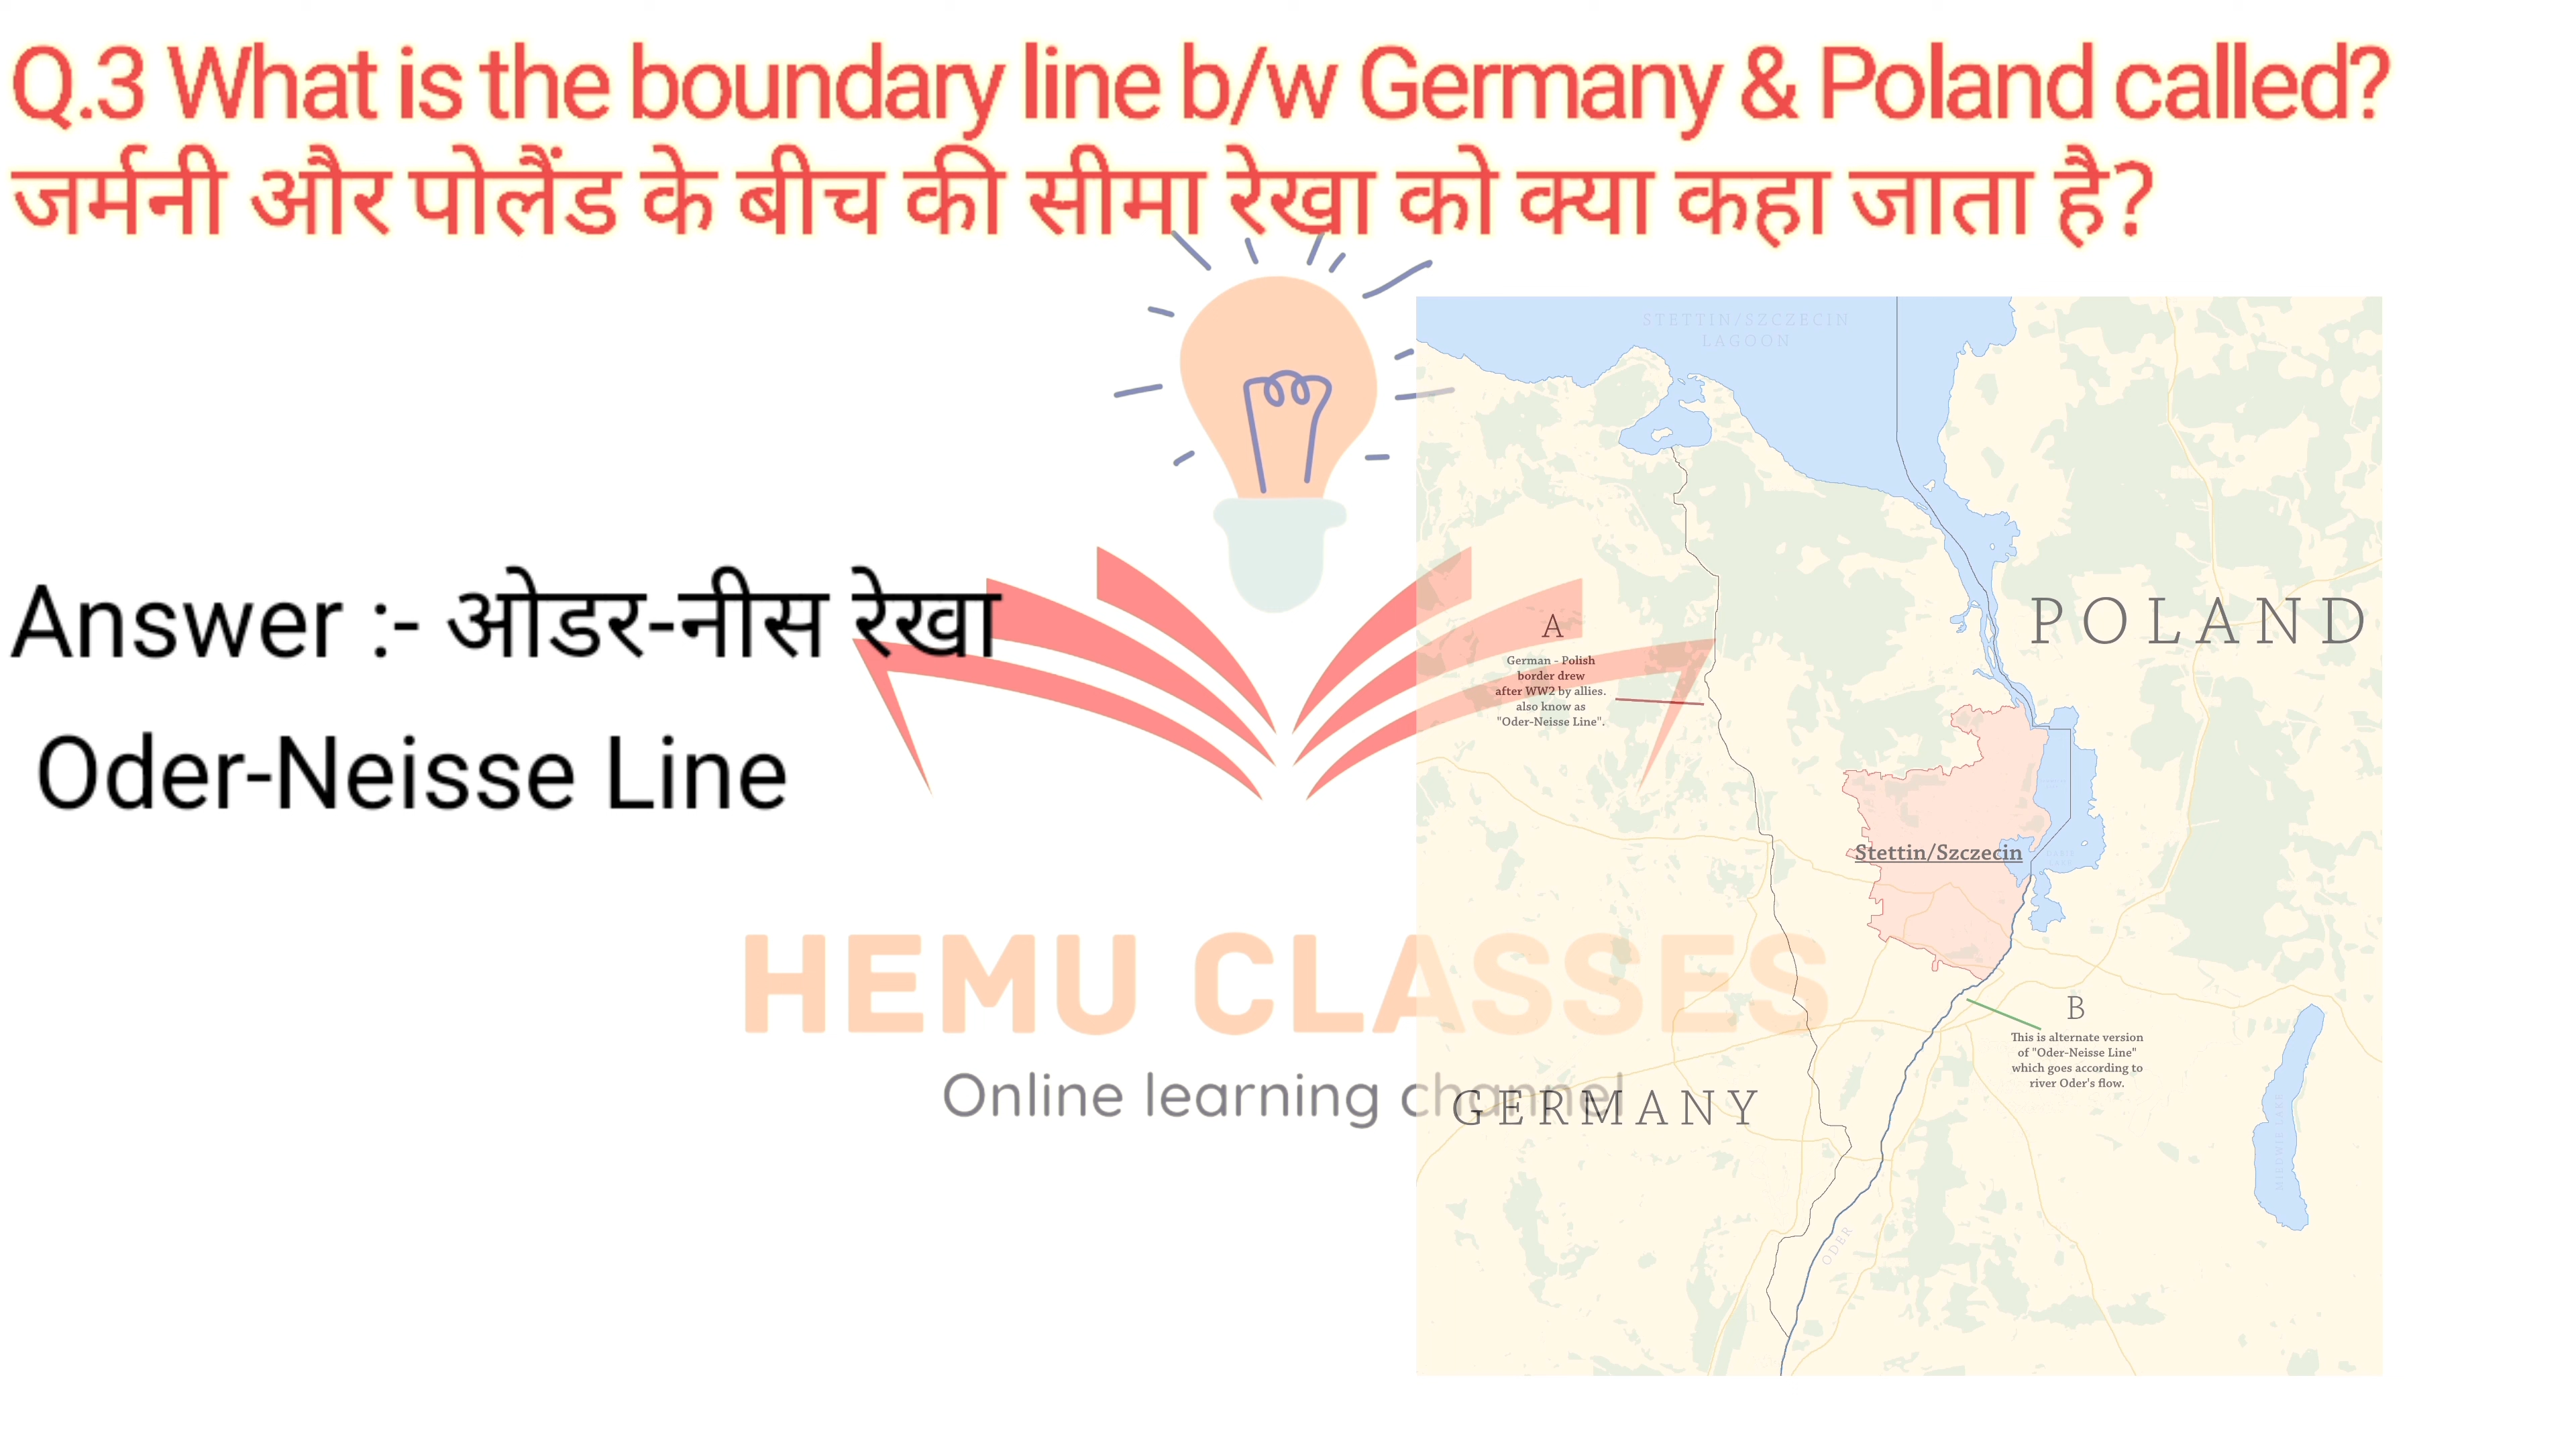 Q.3 What is the boundary line b/w Germany & Poland called?
जर्मनी और पोलैंड के बीच की सीमा रेखा को क्या कहा जाता है?
Answer :- ओडर-नीस रेखा
Oder-Neisse Line
HEMU CLASSES
Online learning channel
STETTIN/SZCZECIN
LAGOON
POLAND
A
German - Polish
border drew
after WW2 by allies.
also know as
"Oder-Neisse Line".
Stettin/Szczecin
B
This is alternate version
of "Oder-Neisse Line"
which goes according to
river Oder's flow.
GERMANY
ODER